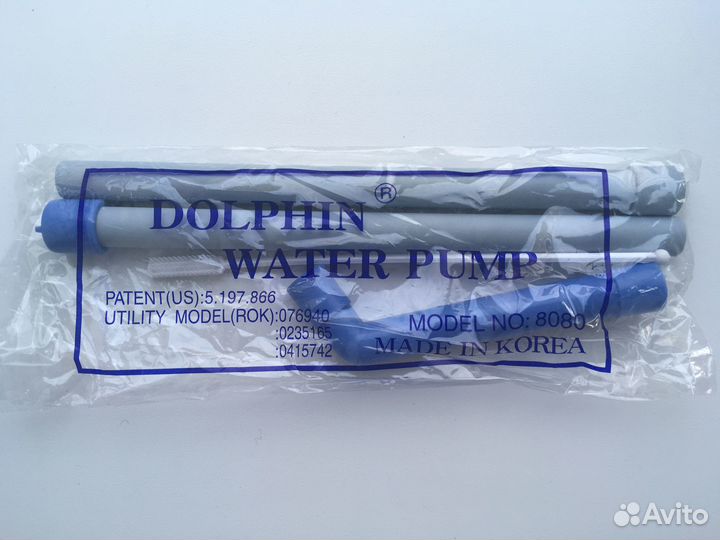 DOLPHIN ®
WATER PUMP
PATENT(US):5.197.866
UTILITY MODEL(ROK):076940
:0235165
:0415742
MODEL NO: 8080
MADE IN KOREA
Avito